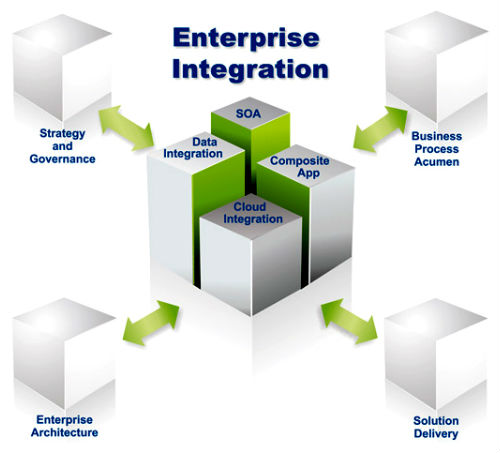 Enterprise
Integration
SOA
Strategy
and
Governance
Data
Integration
Composite
App
Business
Process
Acumen
Cloud
Integration
Enterprise
Architecture
Solution
Delivery